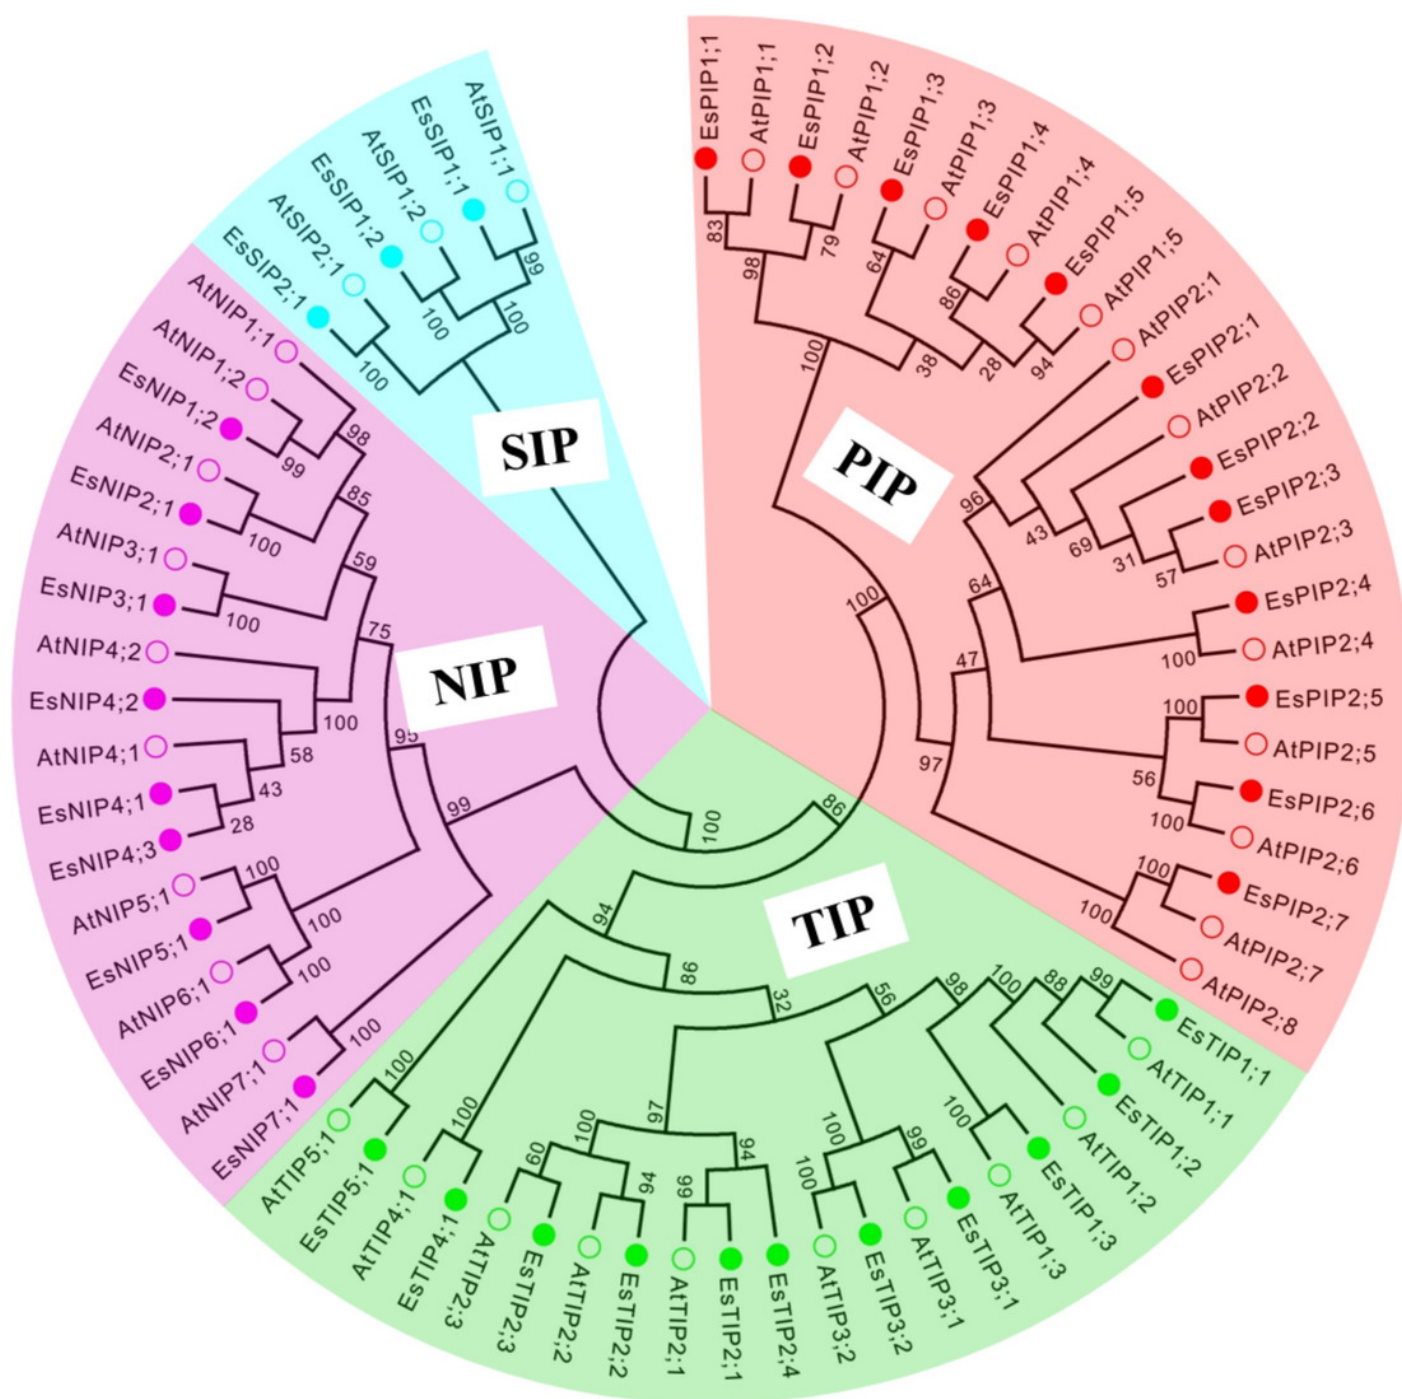 EsPIP1;1
AtPIP1;1
EsPIP1;2
AtPIP1;2
EsPIP1;3
AtPIP1;3
EsPIP1;4
AtPIP1;4
EsPIP1;5
AtPIP1;5
AtPIP2;1
EsPIP2;1
AtPIP2;2
EsPIP2;2
EsPIP2;3
AtPIP2;3
EsPIP2;4
AtPIP2;4
EsPIP2;5
AtPIP2;5
EsPIP2;6
AtPIP2;6
EsPIP2;7
AtPIP2;7
AtPIP2;8
83
98
79
64
86
100
38
28
94
96
43
69
31
57
64
100
47
100
56
100
97
100
100
100
PIP
EsTIP1;1
AtTIP1;1
EsTIP1;2
AtTIP1;2
EsTIP1;3
AtTIP1;3
EsTIP3;1
AtTIP3;1
EsTIP3;2
AtTIP3;2
EsTIP2;4
EsTIP2;1
AtTIP2;1
EsTIP2;2
AtTIP2;2
EsTIP2;3
AtTIP2;3
EsTIP4;1
AtTIP4;1
EsTIP5;1
AtTIP5;1
99
88
100
98
56
32
86
94
86
100
100
99
100
100
97
94
99
94
100
60
100
100
TIP
EsNIP7;1
AtNIP7;1
EsNIP6;1
AtNIP6;1
EsNIP5;1
AtNIP5;1
EsNIP4;3
EsNIP4;1
AtNIP4;1
EsNIP4;2
AtNIP4;2
EsNIP3;1
AtNIP3;1
EsNIP2;1
AtNIP2;1
EsNIP1;2
AtNIP1;2
AtNIP1;1
100
100
100
100
28
43
58
100
99
95
75
59
100
100
85
99
98
NIP
EsSIP2;1
AtSIP2;1
EsSIP1;2
AtSIP1;2
EsSIP1;1
AtSIP1;1
100
100
100
99
SIP